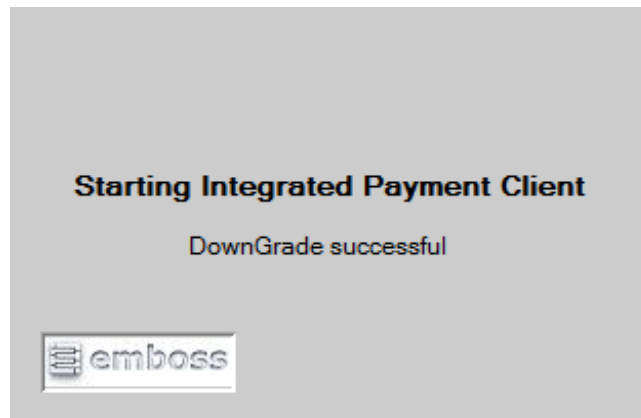 Starting Integrated Payment Client
DownGrade successful
emboss